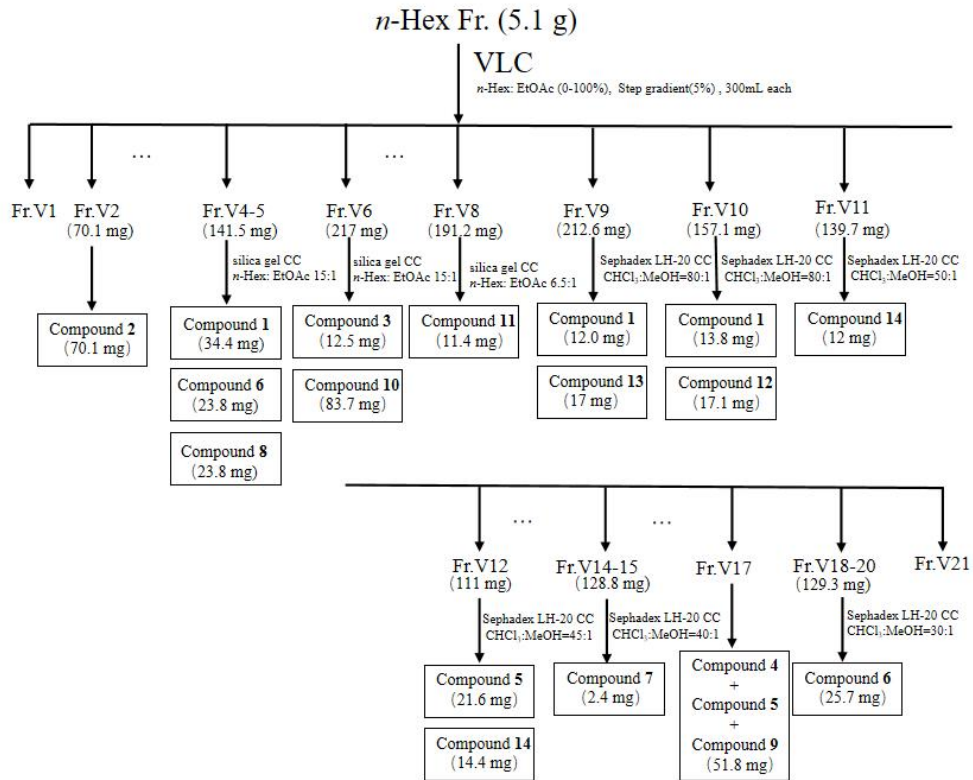 n-Hex Fr. (5.1 g)
VLC
n-Hex: EtOAc (0-100%), Step gradient(5%) , 300mL each
...
...
Fr.V1
Fr.V2
(70.1 mg)
Fr.V4-5
(141.5 mg)
Fr.V6
(217 mg)
Fr.V8
(191.2 mg)
Fr.V9
(212.6 mg)
Fr.V10
(157.1 mg)
Fr.V11
(139.7 mg)
silica gel CC
n-Hex: EtOAc 15:1
silica gel CC
n-Hex: EtOAc 15:1
silica gel CC
n-Hex: EtOAc 6.5:1
Sephadex LH-20 CC
CHCl₃:MeOH=80:1
Sephadex LH-20 CC
CHCl₃:MeOH=80:1
Sephadex LH-20 CC
CHCl₃:MeOH=50:1
Compound 2
(70.1 mg)
Compound 1
(34.4 mg)
Compound 6
(23.8 mg)
Compound 8
(23.8 mg)
Compound 3
(12.5 mg)
Compound 10
(83.7 mg)
Compound 11
(11.4 mg)
Compound 1
(12.0 mg)
Compound 13
(17 mg)
Compound 1
(13.8 mg)
Compound 12
(17.1 mg)
Compound 14
(12 mg)
...
...
Fr.V12
(111 mg)
Fr.V14-15
(128.8 mg)
Fr.V17
Fr.V18-20
(129.3 mg)
Fr.V21
Sephadex LH-20 CC
CHCl₃:MeOH=45:1
Sephadex LH-20 CC
CHCl₃:MeOH=40:1
Sephadex LH-20 CC
CHCl₃:MeOH=30:1
Compound 5
(21.6 mg)
Compound 14
(14.4 mg)
Compound 7
(2.4 mg)
Compound 4
+
Compound 5
+
Compound 9
(51.8 mg)
Compound 6
(25.7 mg)